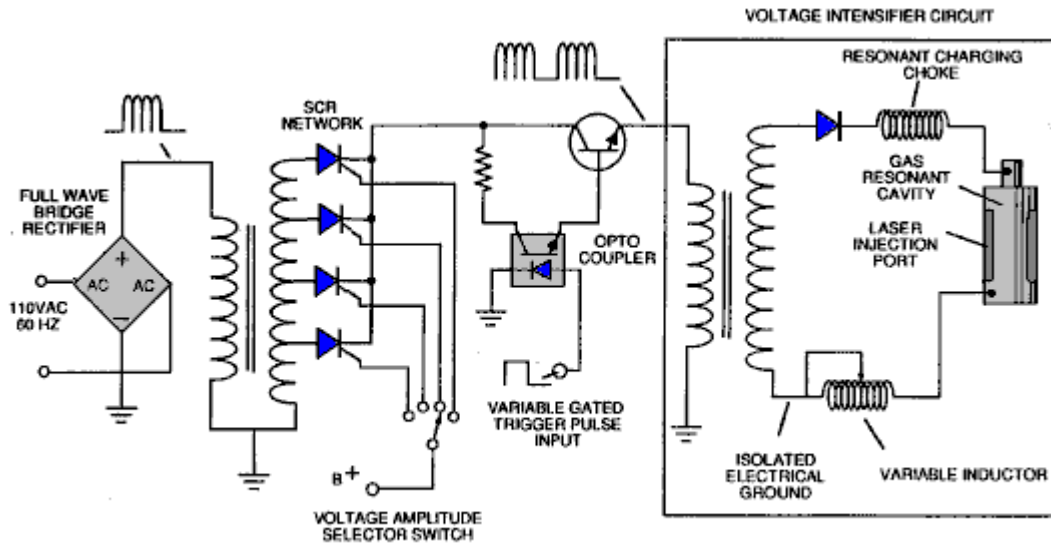 VOLTAGE INTENSIFIER CIRCUIT
RESONANT CHARGING
CHOKE
SCR
NETWORK
FULL WAVE
BRIDGE
RECTIFIER
GAS
RESONANT
CAVITY
OPTO
COUPLER
LASER
INJECTION
PORT
+
AC AC
−
110VAC
60 HZ
VARIABLE GATED
TRIGGER PULSE
INPUT
ISOLATED
ELECTRICAL
GROUND
VARIABLE INDUCTOR
B+
VOLTAGE AMPLITUDE
SELECTOR SWITCH